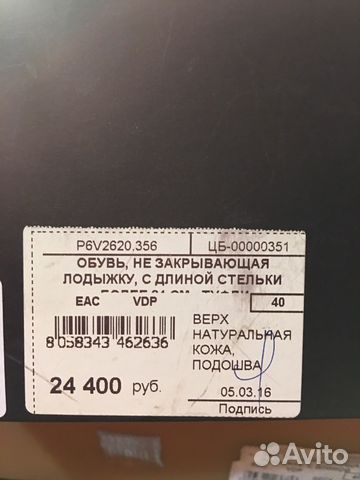 P6V2620,356 ЦБ-00000351
ОБУВЬ, НЕ ЗАКРЫВАЮЩАЯ
ЛОДЫЖКУ, С ДЛИНОЙ СТЕЛЬКИ
EAC VDP 40
8 058343 462636
ВЕРХ
НАТУРАЛЬНАЯ
КОЖА,
ПОДОШВА
24 400 руб.
05.03.16
Подпись
Avito